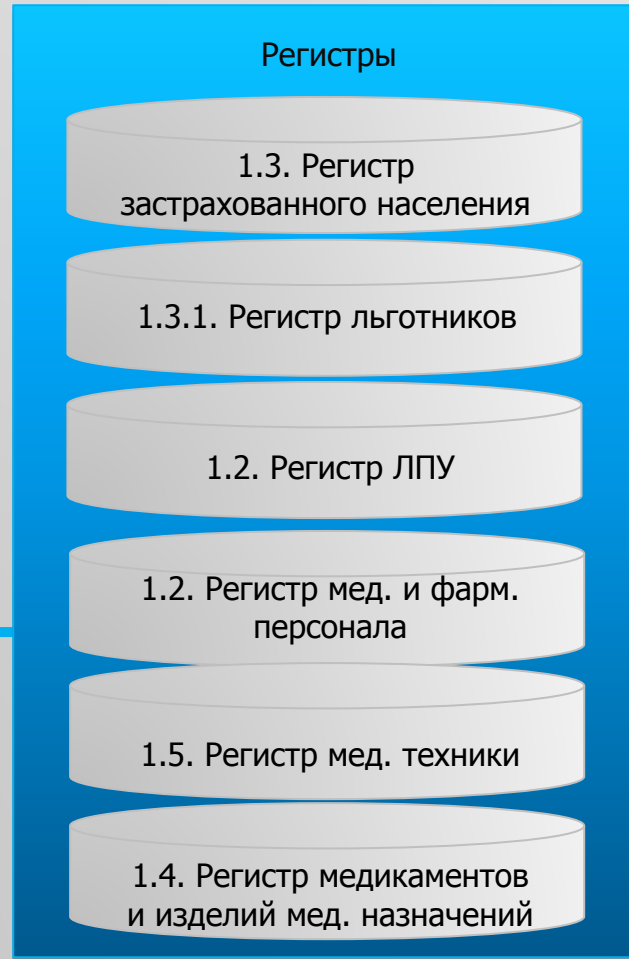 Регистры
1.3. Регистр
застрахованного населения
1.3.1. Регистр льготников
1.2. Регистр ЛПУ
1.2. Регистр мед. и фарм.
персонала
1.5. Регистр мед. техники
1.4. Регистр медикаментов
и изделий мед. назначений